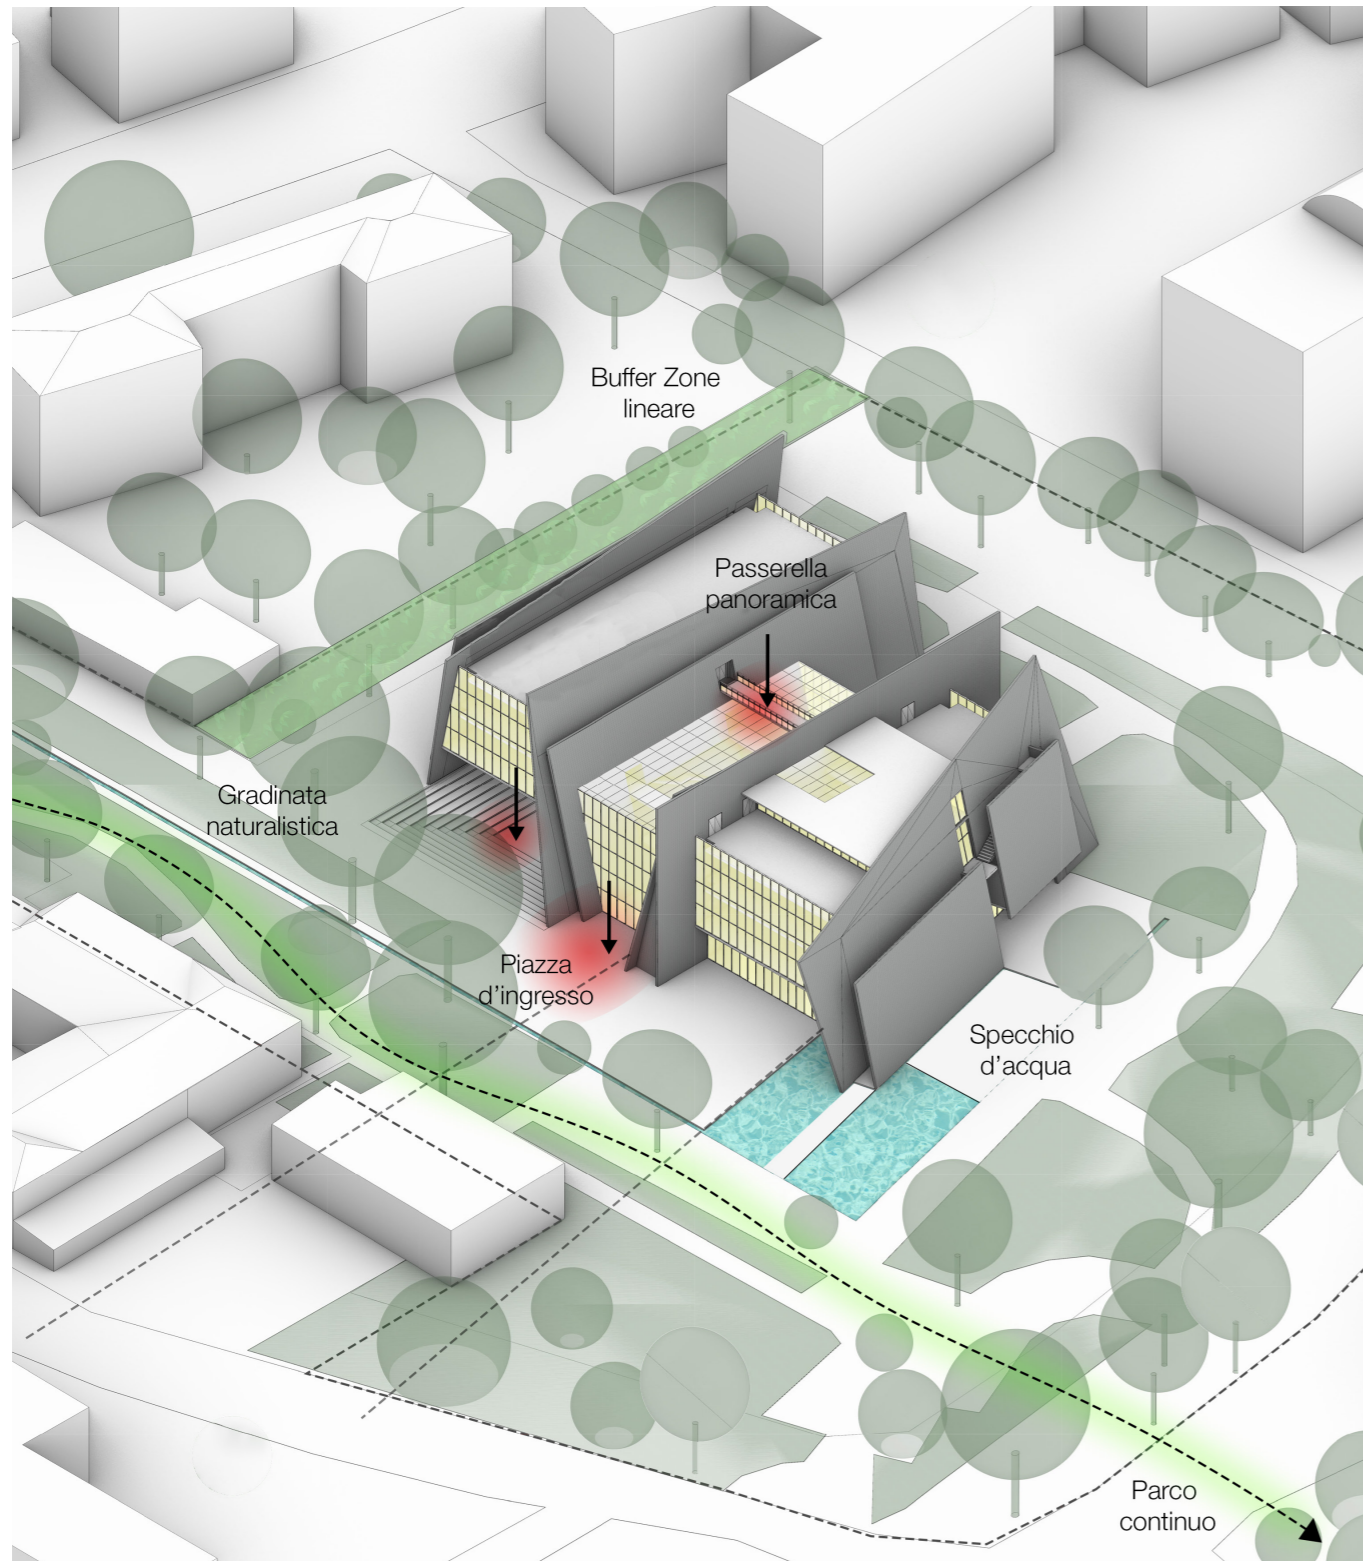 Buffer Zone
lineare
Passerella
panoramica
Gradinata
naturalistica
Piazza
d'ingresso
Specchio
d'acqua
Parco
continuo